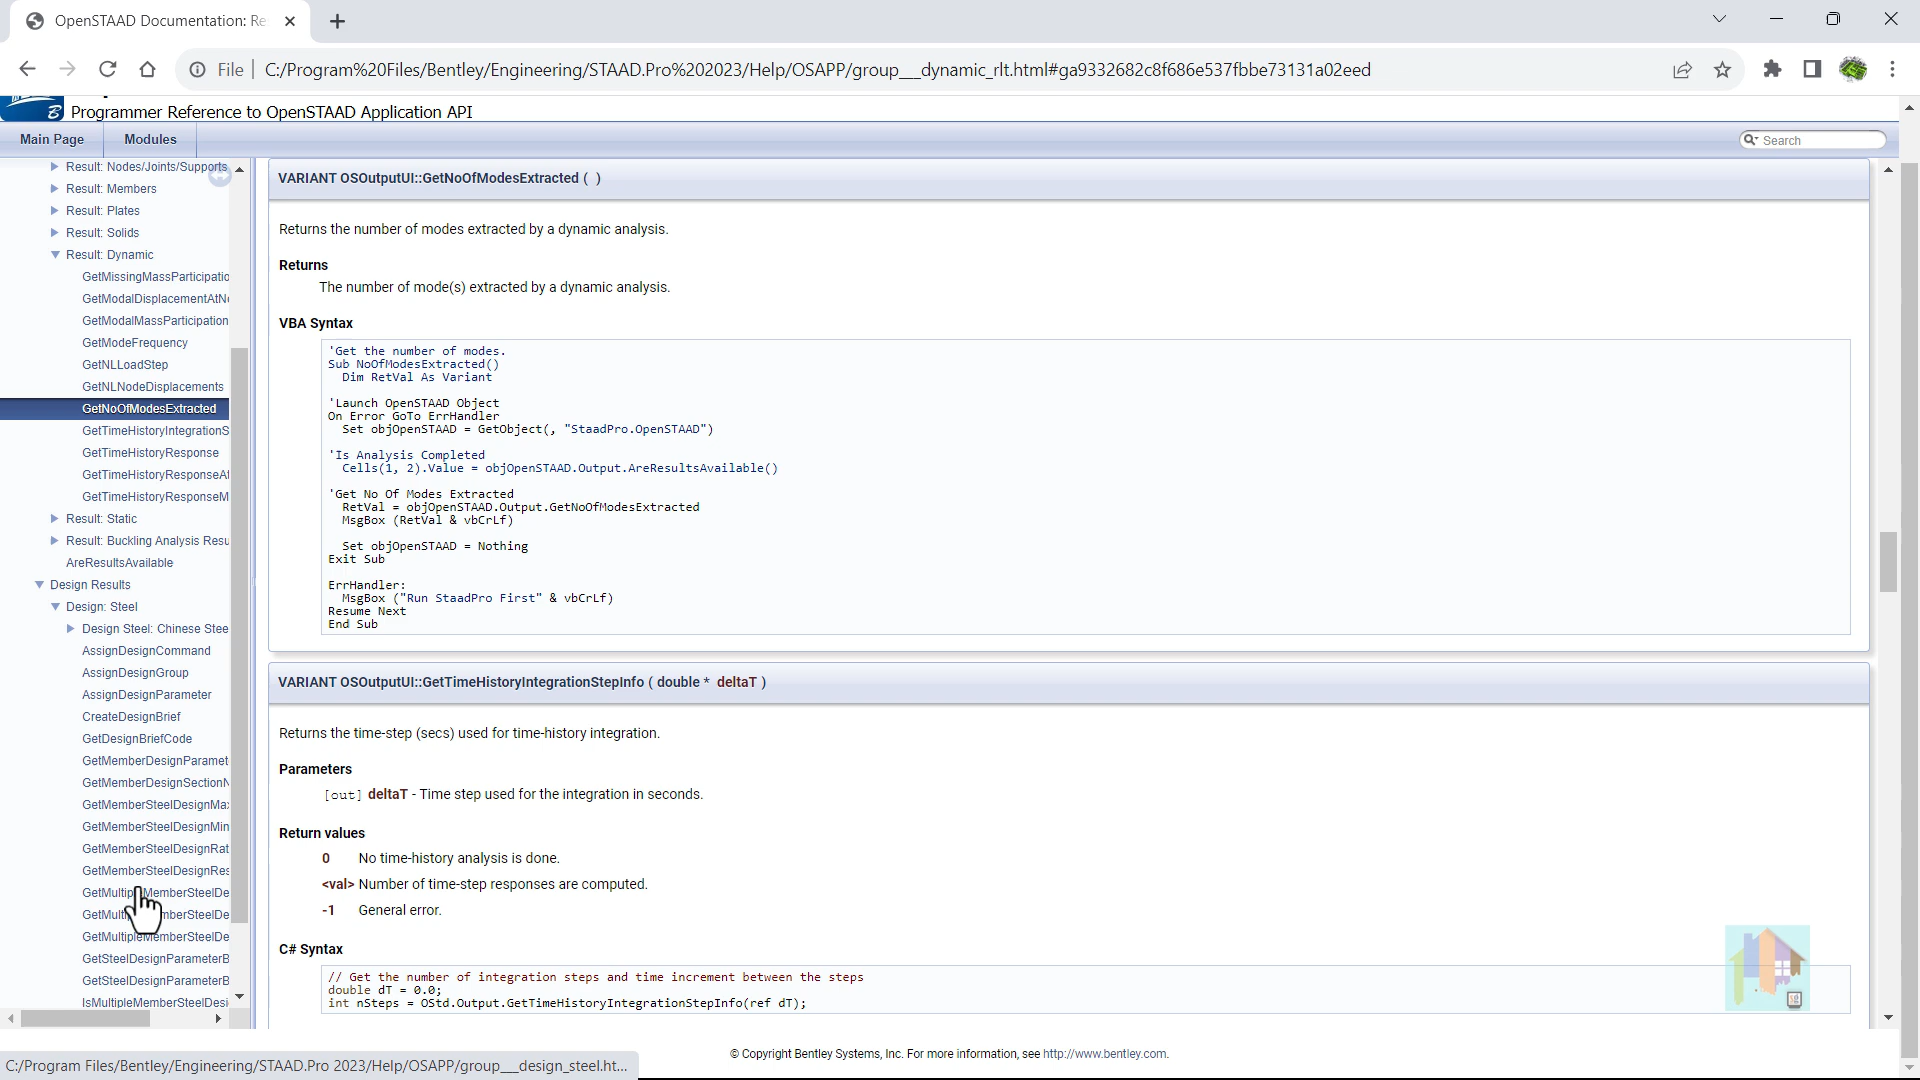 OpenSTAAD Documentation: Re
File
C:/Program%20Files/Bentley/Engineering/STAAD.Pro%202023/Help/OSAPP/group___dynamic_rlt.html#ga9332682c8f686e537fbbe73131a02eed
Programmer Reference to OpenSTAAD Application API
Main Page
Modules
Search
Result: Nodes/Joints/Supports
Result: Members
Result: Plates
Result: Solids
Result: Dynamic
GetMissingMassParticipatio
GetModalDisplacementAtNo
GetModalMassParticipation
GetModeFrequency
GetNLLoadStep
GetNLNodeDisplacements
GetNoOfModesExtracted
GetTimeHistoryIntegrationS
GetTimeHistoryResponse
GetTimeHistoryResponseAt
GetTimeHistoryResponseM
Result: Static
Result: Buckling Analysis Resu
AreResultsAvailable
Design Results
Design: Steel
Design Steel: Chinese Stee
AssignDesignCommand
AssignDesignGroup
AssignDesignParameter
CreateDesignBrief
GetDesignBriefCode
GetMemberDesignParamet
GetMemberDesignSectionN
GetMemberSteelDesignMax
GetMemberSteelDesignMin
GetMemberSteelDesignRat
GetMemberSteelDesignRes
GetMultipleMemberSteelDe
GetMultipleMemberSteelDe
GetMultipleMemberSteelDe
GetSteelDesignParameterB
GetSteelDesignParameterB
IsMultipleMemberSteelDesi
VARIANT OSOutputUI::GetNoOfModesExtracted ( )
Returns the number of modes extracted by a dynamic analysis.
Returns
The number of mode(s) extracted by a dynamic analysis.
VBA Syntax
'Get the number of modes.
Sub NoOfModesExtracted()
Dim RetVal As Variant
'Launch OpenSTAAD Object
On Error GoTo ErrHandler
Set objOpenSTAAD = GetObject(, "StaadPro.OpenSTAAD")
'Is Analysis Completed
Cells(1, 2).Value = objOpenSTAAD.Output.AreResultsAvailable()
'Get No Of Modes Extracted
RetVal = objOpenSTAAD.Output.GetNoOfModesExtracted
MsgBox (RetVal & vbCrLf)
Set objOpenSTAAD = Nothing
Exit Sub
ErrHandler:
MsgBox ("Run StaadPro First" & vbCrLf)
Resume Next
End Sub
VARIANT OSOutputUI::GetTimeHistoryIntegrationStepInfo ( double * deltaT )
Returns the time-step (secs) used for time-history integration.
Parameters
[out] deltaT - Time step used for the integration in seconds.
Return values
0 No time-history analysis is done.
<val> Number of time-step responses are computed.
-1 General error.
C# Syntax
// Get the number of integration steps and time increment between the steps
double dT = 0.0;
int nSteps = OStd.Output.GetTimeHistoryIntegrationStepInfo(ref dT);
© Copyright Bentley Systems, Inc. For more information, see http://www.bentley.com.
C:/Program Files/Bentley/Engineering/STAAD.Pro 2023/Help/OSAPP/group___design_steel.ht...